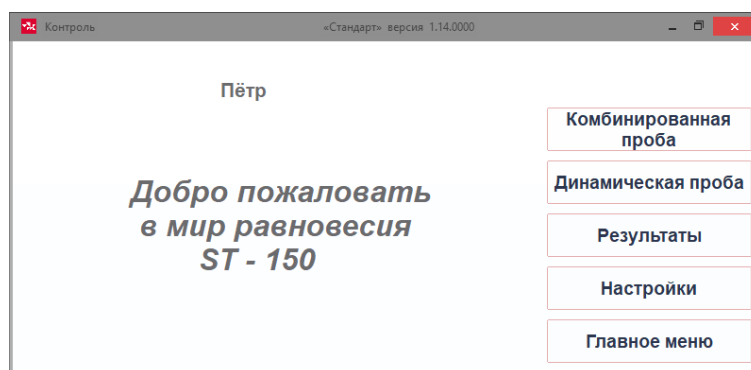 Контроль
«Стандарт» версия 1.14.0000
Пётр
Добро пожаловать
в мир равновесия
ST - 150
Комбинированная
проба
Динамическая проба
Результаты
Настройки
Главное меню